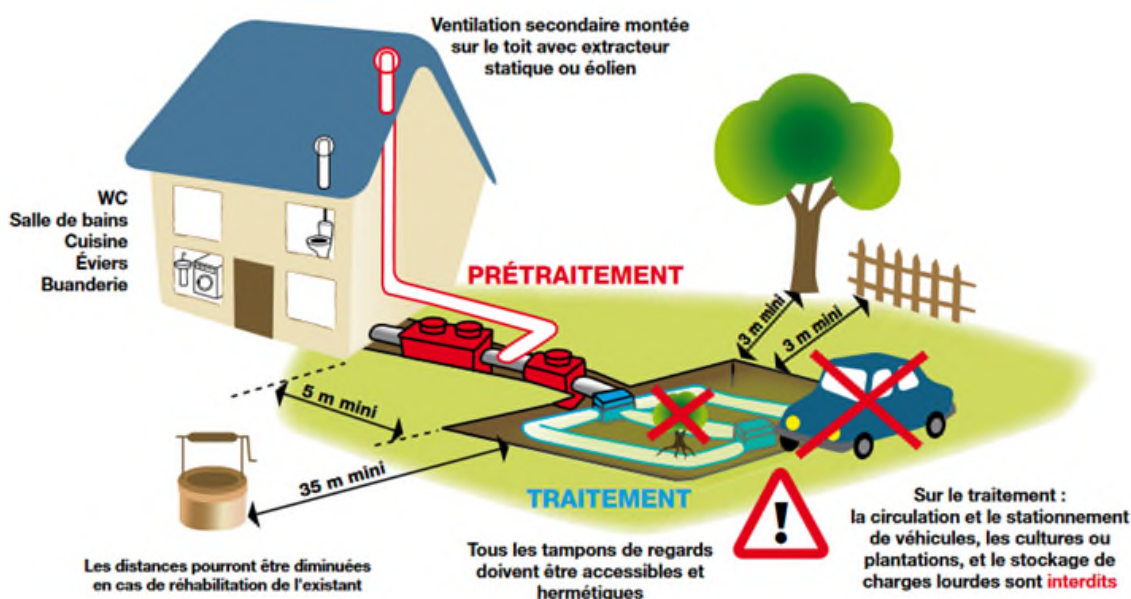 Ventilation secondaire montée
sur le toit avec extracteur
statique ou éolien
WC
Salle de bains
Cuisine
Éviers
Buanderie
PRÉTRAITEMENT
3 m mini
3 m mini
5 m mini
35 m mini
TRAITEMENT
Les distances pourront être diminuées
en cas de réhabilitation de l'existant
Tous les tampons de regards
doivent être accessibles et
hermétiques
!
Sur le traitement :
la circulation et le stationnement
de véhicules, les cultures ou
plantations, et le stockage de
charges lourdes sont interdits